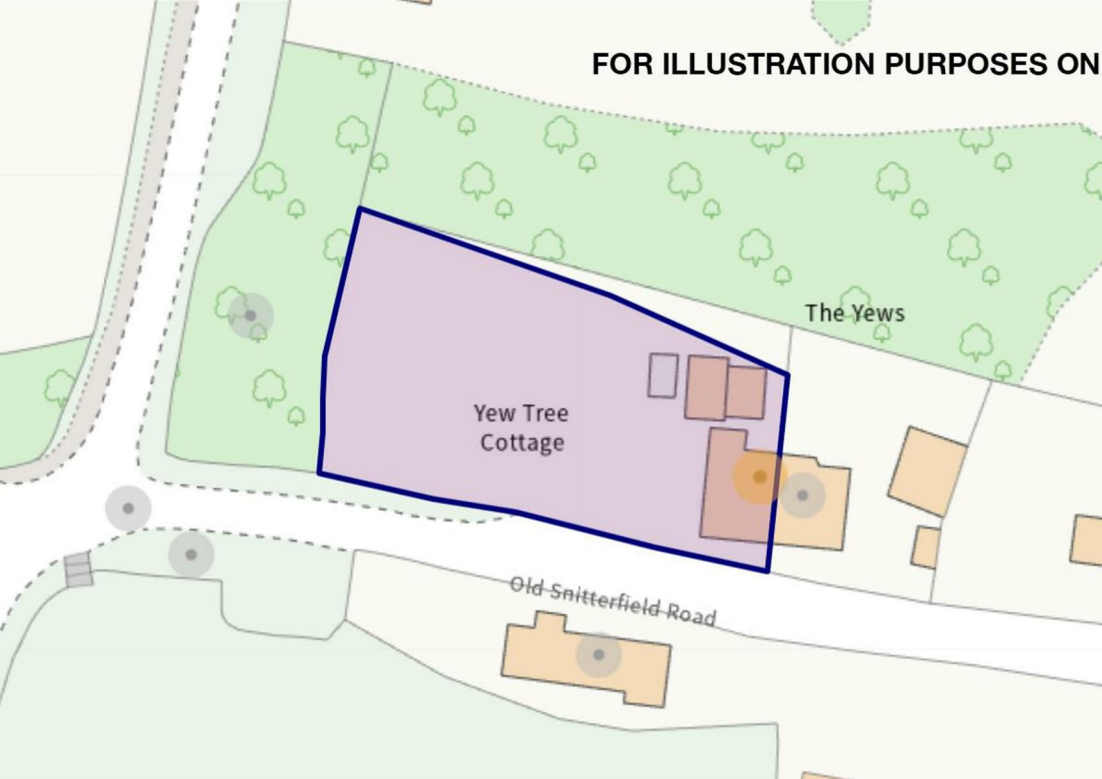 FOR ILLUSTRATION PURPOSES ON
The Yews
Yew Tree
Cottage
Old Snitterfield Road